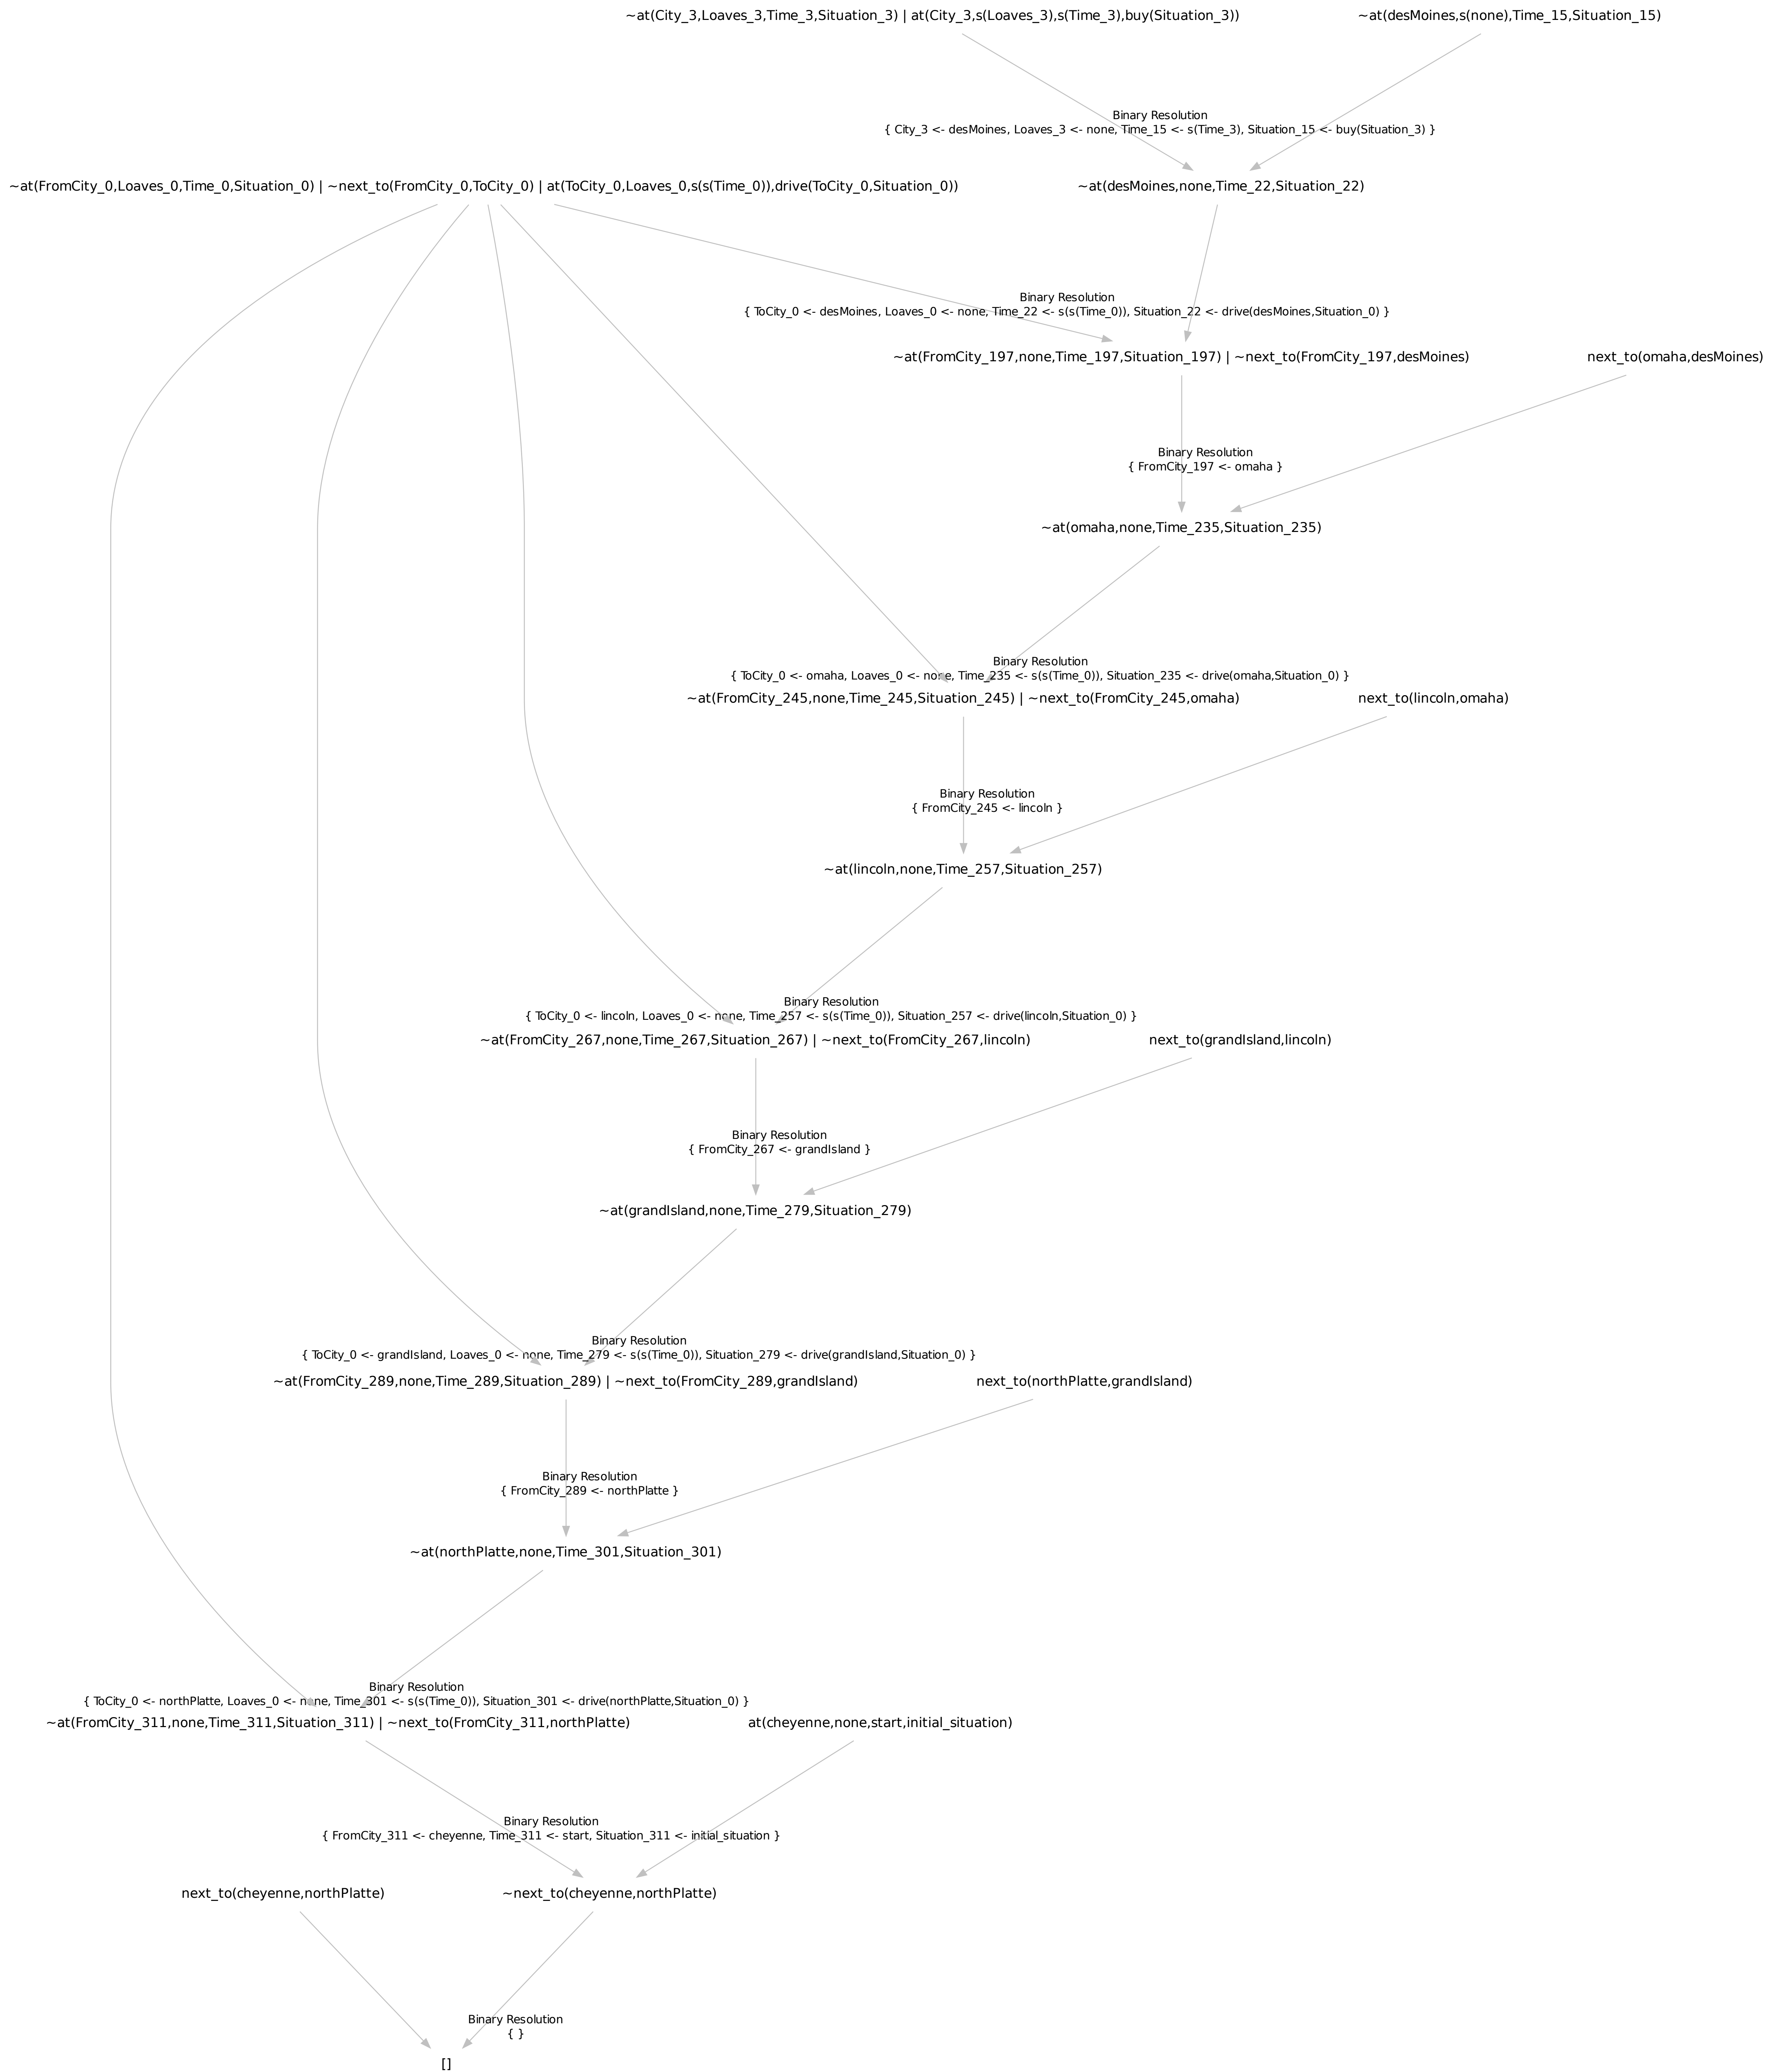 ~at(City_3,Loaves_3,Time_3,Situation_3) | at(City_3,s(Loaves_3),s(Time_3),buy(Situation_3))
~at(desMoines,s(none),Time_15,Situation_15)
Binary Resolution
{ City_3 <- desMoines, Loaves_3 <- none, Time_15 <- s(Time_3), Situation_15 <- buy(Situation_3) }
~at(FromCity_0,Loaves_0,Time_0,Situation_0) | ~next_to(FromCity_0,ToCity_0) | at(ToCity_0,Loaves_0,s(s(Time_0)),drive(ToCity_0,Situation_0))
~at(desMoines,none,Time_22,Situation_22)
Binary Resolution
{ ToCity_0 <- desMoines, Loaves_0 <- none, Time_22 <- s(s(Time_0)), Situation_22 <- drive(desMoines,Situation_0) }
~at(FromCity_197,none,Time_197,Situation_197) | ~next_to(FromCity_197,desMoines)
next_to(omaha,desMoines)
Binary Resolution
{ FromCity_197 <- omaha }
~at(omaha,none,Time_235,Situation_235)
Binary Resolution
{ ToCity_0 <- omaha, Loaves_0 <- none, Time_235 <- s(s(Time_0)), Situation_235 <- drive(omaha,Situation_0) }
~at(FromCity_245,none,Time_245,Situation_245) | ~next_to(FromCity_245,omaha)
next_to(lincoln,omaha)
Binary Resolution
{ FromCity_245 <- lincoln }
~at(lincoln,none,Time_257,Situation_257)
Binary Resolution
{ ToCity_0 <- lincoln, Loaves_0 <- none, Time_257 <- s(s(Time_0)), Situation_257 <- drive(lincoln,Situation_0) }
~at(FromCity_267,none,Time_267,Situation_267) | ~next_to(FromCity_267,lincoln)
next_to(grandIsland,lincoln)
Binary Resolution
{ FromCity_267 <- grandIsland }
~at(grandIsland,none,Time_279,Situation_279)
Binary Resolution
{ ToCity_0 <- grandIsland, Loaves_0 <- none, Time_279 <- s(s(Time_0)), Situation_279 <- drive(grandIsland,Situation_0) }
~at(FromCity_289,none,Time_289,Situation_289) | ~next_to(FromCity_289,grandIsland)
next_to(northPlatte,grandIsland)
Binary Resolution
{ FromCity_289 <- northPlatte }
~at(northPlatte,none,Time_301,Situation_301)
Binary Resolution
{ ToCity_0 <- northPlatte, Loaves_0 <- none, Time_301 <- s(s(Time_0)), Situation_301 <- drive(northPlatte,Situation_0) }
~at(FromCity_311,none,Time_311,Situation_311) | ~next_to(FromCity_311,northPlatte)
at(cheyenne,none,start,initial_situation)
Binary Resolution
{ FromCity_311 <- cheyenne, Time_311 <- start, Situation_311 <- initial_situation }
next_to(cheyenne,northPlatte)
~next_to(cheyenne,northPlatte)
Binary Resolution
{ }
[]